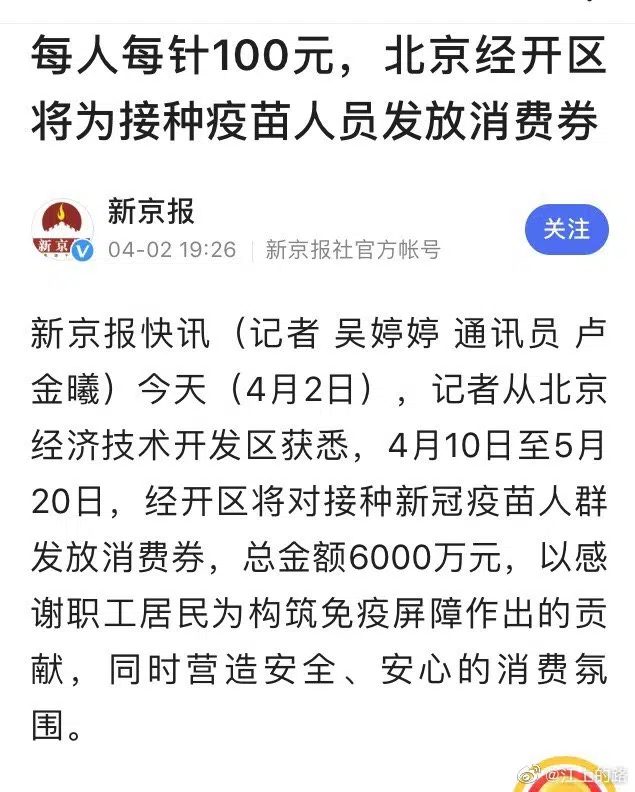 每人每针100元，北京经开区
将为接种疫苗人员发放消费券
新京报
04-02 19:26 新京报社官方帐号
关注
新京
新京报快讯（记者 吴婷婷 通讯员 卢
金曦）今天（4月2日），记者从北京
经济技术开发区获悉，4月10日至5月
20日，经开区将对接种新冠疫苗人群
发放消费券，总金额6000万元，以感
谢职工居民为构筑免疫屏障作出的贡
献，同时营造安全、安心的消费氛
围。
@江上的路